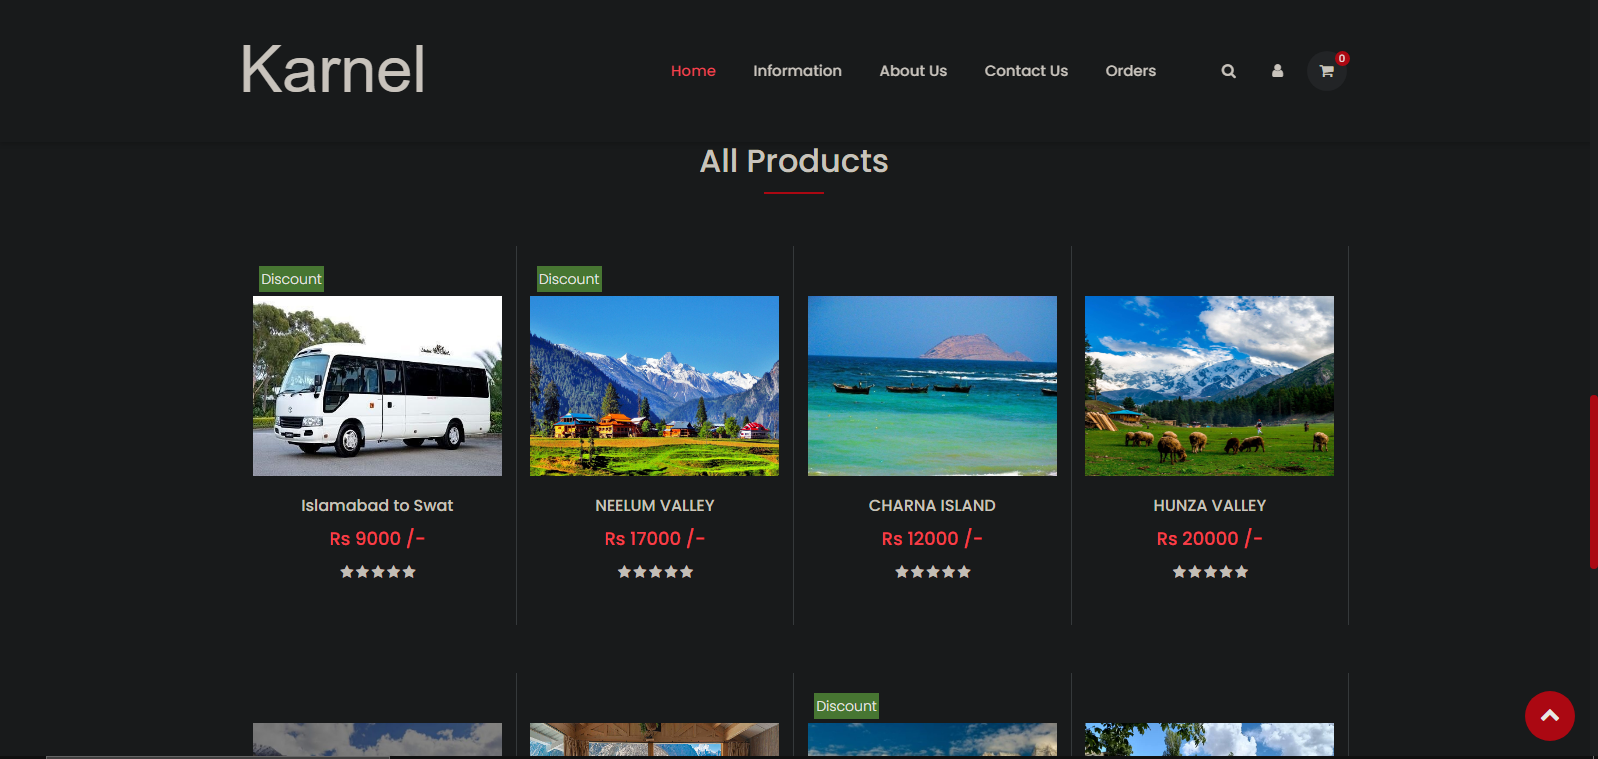 Karnel
Home Information About Us Contact Us Orders 0
All Products
Discount Discount
Islamabad to Swat NEELUM VALLEY CHARNA ISLAND HUNZA VALLEY
Rs 9000 /- Rs 17000 /- Rs 12000 /- Rs 20000 /-
Discount